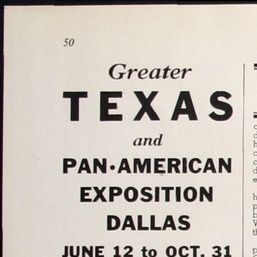 50
Greater
TEXAS
and
PAN·AMERICAN
EXPOSITION
DALLAS
JUNE 12 to OCT. 31